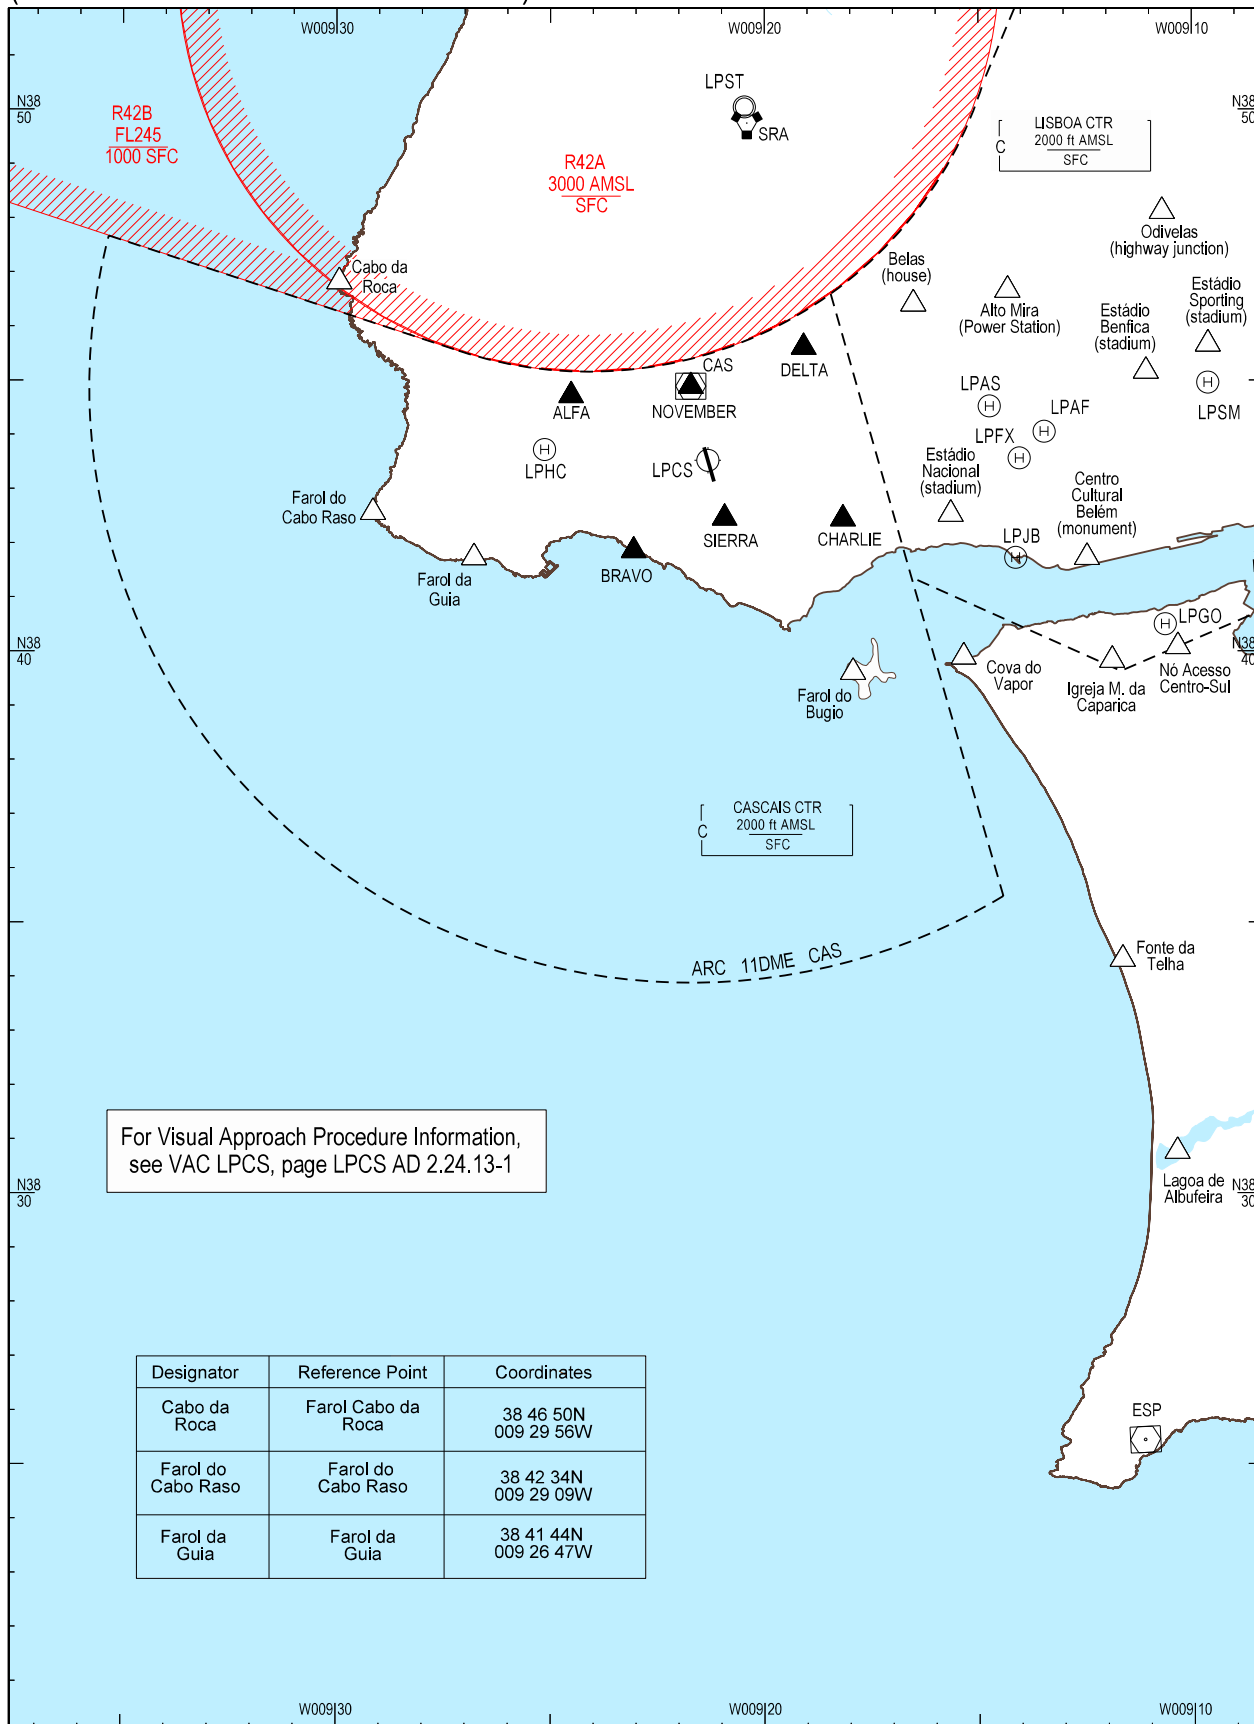 W009 30
W009 20
W009 10
N38
50
N38
50
R42B
FL245
1000 SFC
LPST
SRA
R42A
3000 AMSL
SFC
LISBOA CTR
C
2000 ft AMSL
SFC
Odivelas
(highway junction)
Cabo da
Roca
Belas
(house)
Alto Mira
(Power Station)
Estádio
Benfica
(stadium)
Estádio
Sporting
(stadium)
CAS
DELTA
ALFA
NOVEMBER
LPAS
H
LPAF
H
LPFX
H
H
LPSM
H
LPHC
LPCS
Estádio
Nacional
(stadium)
Centro
Cultural
Belém
(monument)
Farol do
Cabo Raso
SIERRA
CHARLIE
LPJB
H
BRAVO
Farol da
Guia
H
LPGO
N38
40
N38
40
Cova do
Vapor
Nó Acesso
Centro-Sul
Igreja M. da
Caparica
Farol do
Bugio
CASCAIS CTR
C
2000 ft AMSL
SFC
ARC 11DME CAS
Fonte da
Telha
For Visual Approach Procedure Information,
see VAC LPCS, page LPCS AD 2.24.13-1
Lagoa de
Albufeira
N38
30
N38
30
Designator Reference Point Coordinates
Cabo da
Roca
Farol Cabo da
Roca
38 46 50N
009 29 56W
Farol do
Cabo Raso
Farol do
Cabo Raso
38 42 34N
009 29 09W
Farol da
Guia
Farol da
Guia
38 41 44N
009 26 47W
ESP
W009 30
W009 20
W009 10